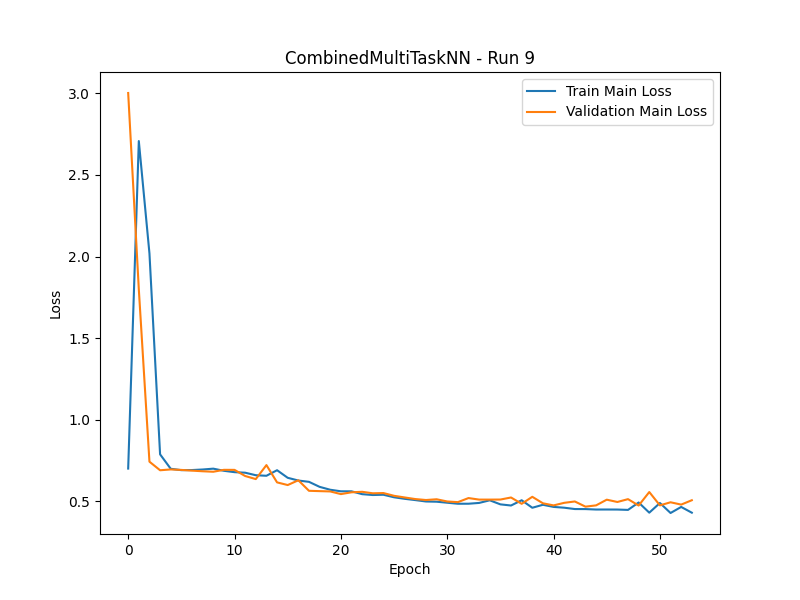 CombinedMultiTaskNN - Run 9
Train Main Loss
Validation Main Loss
3.0
2.5
2.0
1.5
1.0
0.5
Loss
0 10 20 30 40 50
Epoch